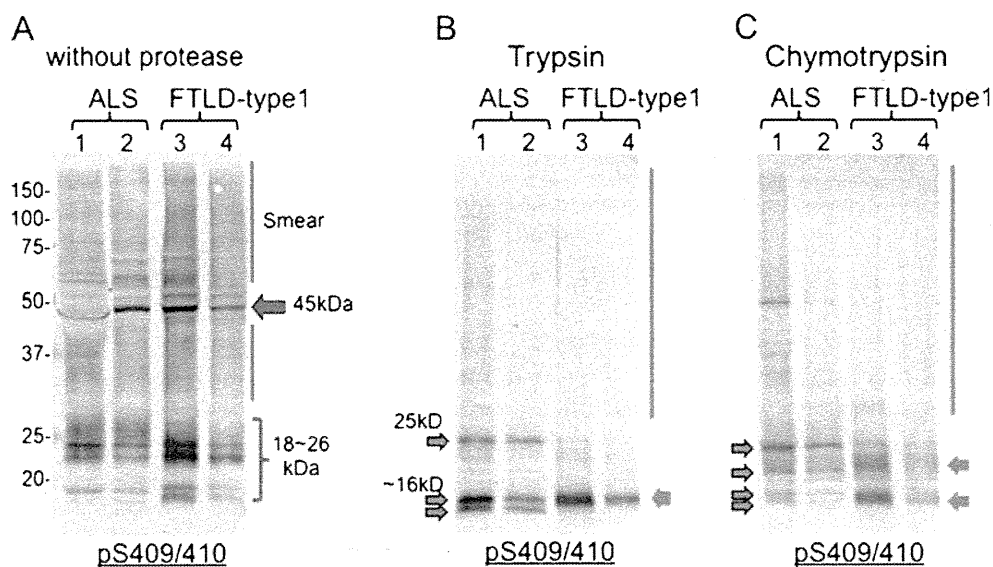 A
without protease
ALS FTLD-type1
1 2 3 4
150-
100-
75-
50-
37-
25-
20-
Smear
45kDa
18~26
kDa
pS409/410
B
Trypsin
ALS FTLD-type1
1 2 3 4
25kD
~16kD
pS409/410
C
Chymotrypsin
ALS FTLD-type1
1 2 3 4
pS409/410